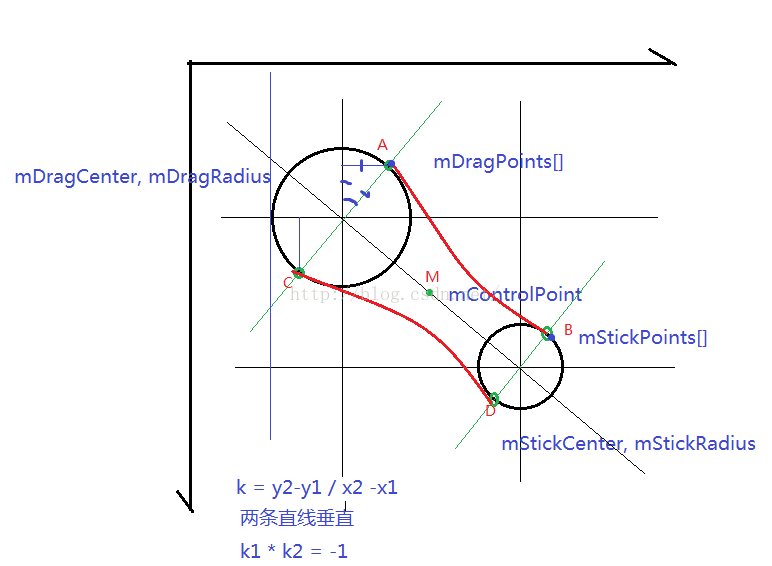 A
mDragPoints[]
mDragCenter, mDragRadius
M
C
http://blog.csdn.net/
mControlPoint
B
mStickPoints[]
D
mStickCenter, mStickRadius
k = y2-y1 / x2 -x1
两条直线垂直
k1 * k2 = -1